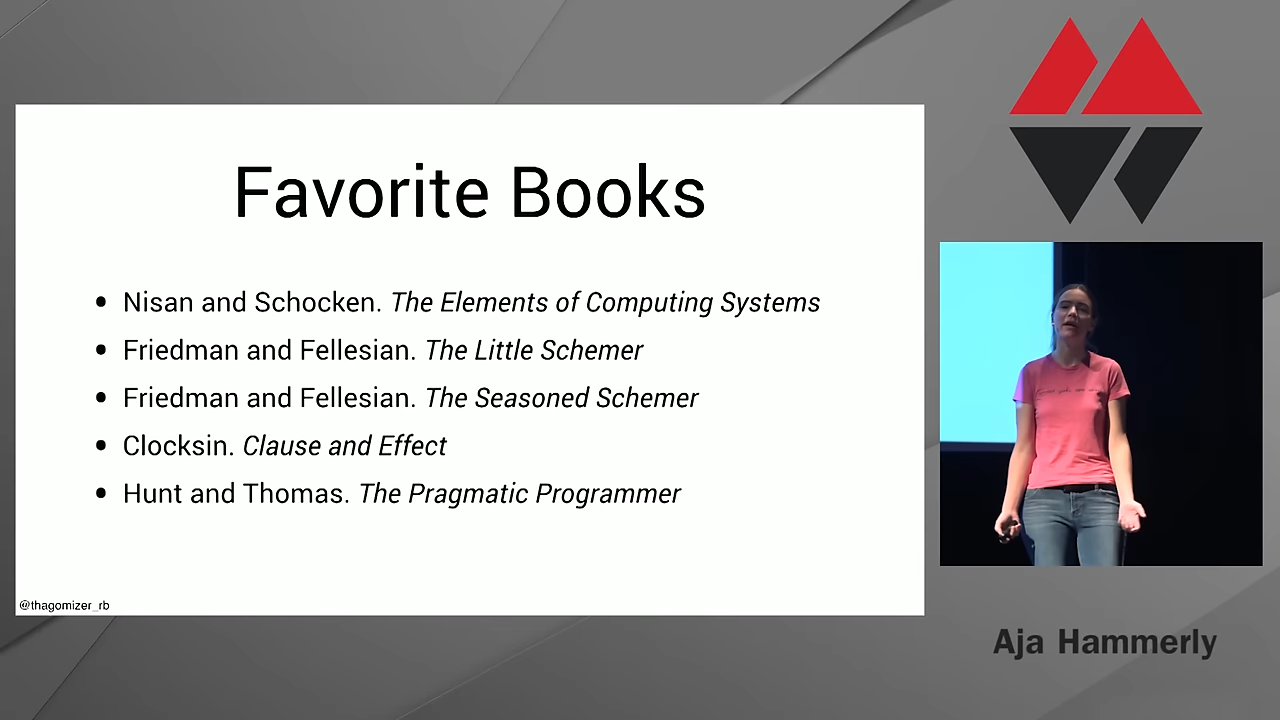 Favorite Books
• Nisan and Schocken. The Elements of Computing Systems
• Friedman and Fellesian. The Little Schemer
• Friedman and Fellesian. The Seasoned Schemer
• Clocksin. Clause and Effect
• Hunt and Thomas. The Pragmatic Programmer
@thagomizer_rb
Aja Hammerly